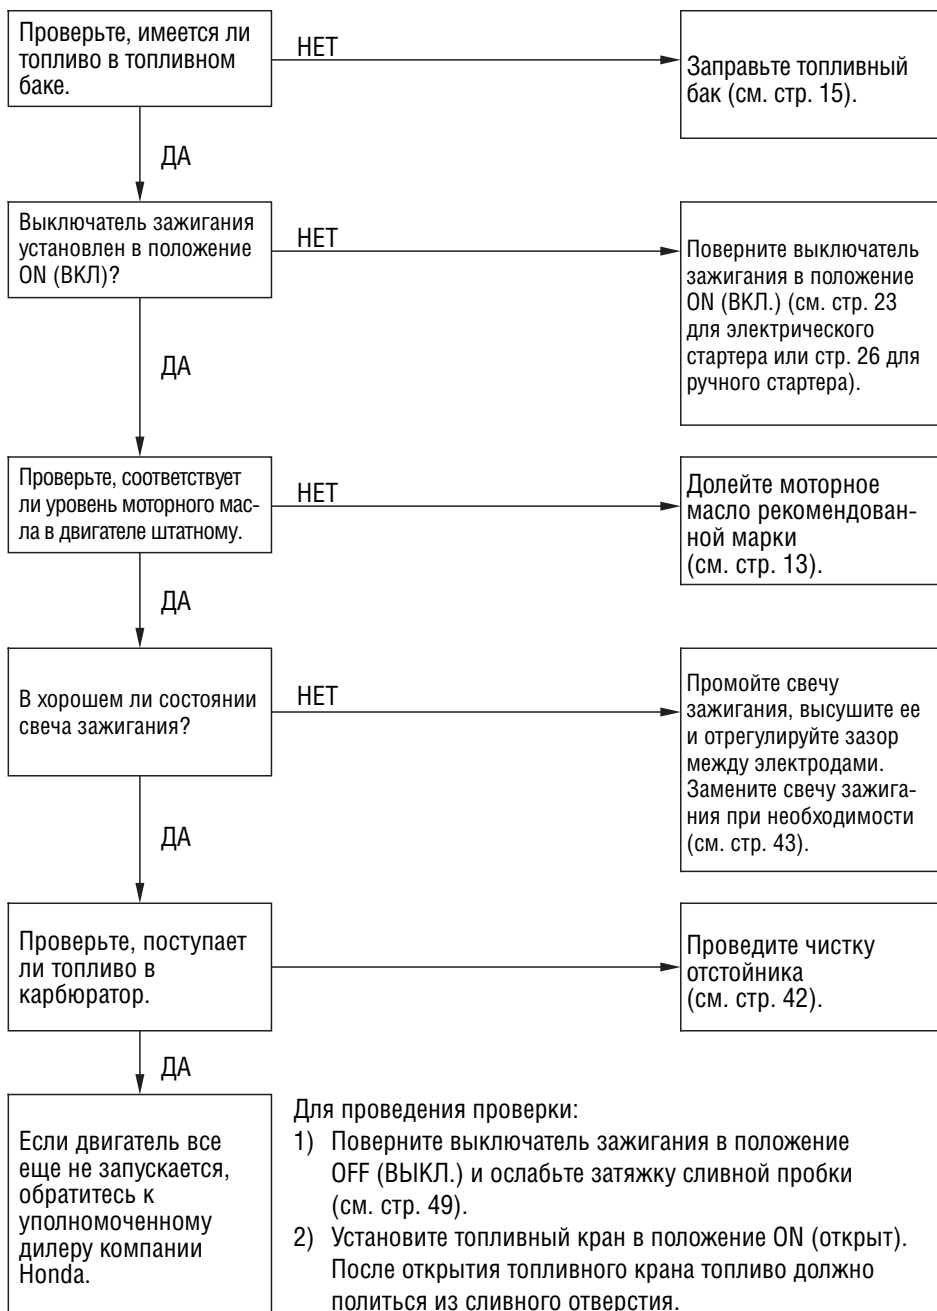 Проверьте, имеется ли
топливо в топливном
баке.
НЕТ
Заправьте топливный
бак (см. стр. 15).
ДА
Выключатель зажигания
установлен в положение
ON (ВКЛ)?
НЕТ
Поверните выключатель
зажигания в положение
ON (ВКЛ.) (см. стр. 23
для электрического
стартера или стр. 26 для
ручного стартера).
ДА
Проверьте, соответствует
ли уровень моторного мас-
ла в двигателе штатному.
НЕТ
Долейте моторное
масло рекомендован-
ной марки
(см. стр. 13).
ДА
В хорошем ли состоянии
свеча зажигания?
НЕТ
Промойте свечу
зажигания, высушите ее
и отрегулируйте зазор
между электродами.
Замените свечу зажига-
ния при необходимости
(см. стр. 43).
ДА
Проверьте, поступает
ли топливо в
карбюратор.
Проведите чистку
отстойника
(см. стр. 42).
ДА
Если двигатель все
еще не запускается,
обратитесь к
уполномоченному
дилеру компании
Honda.
Для проведения проверки:
1) Поверните выключатель зажигания в положение
OFF (ВЫКЛ.) и ослабьте затяжку сливной пробки
(см. стр. 49).
2) Установите топливный кран в положение ON (открыт).
После открытия топливного крана топливо должно
политься из сливного отверстия.